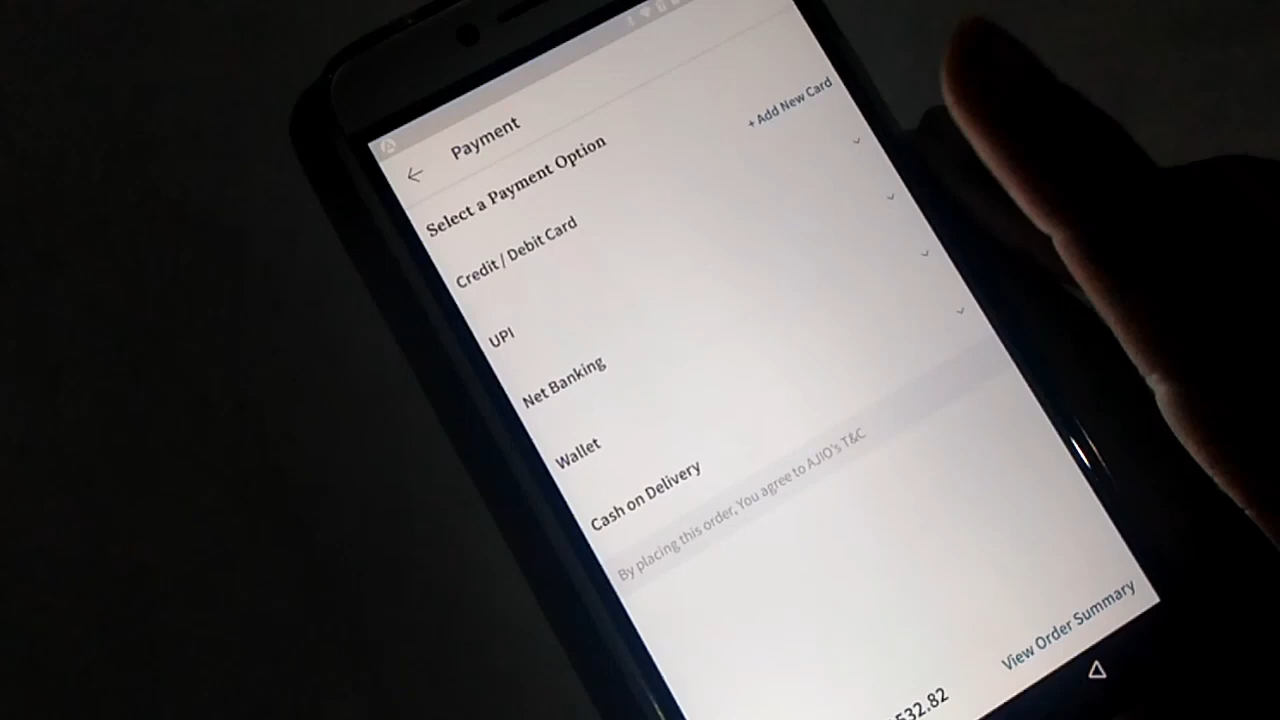 Payment
Select a Payment Option
+ Add New Card
Credit / Debit Card
UPI
Net Banking
Wallet
Cash on Delivery
By placing this order, You agree to AJIO's T&C
532.82
View Order Summary